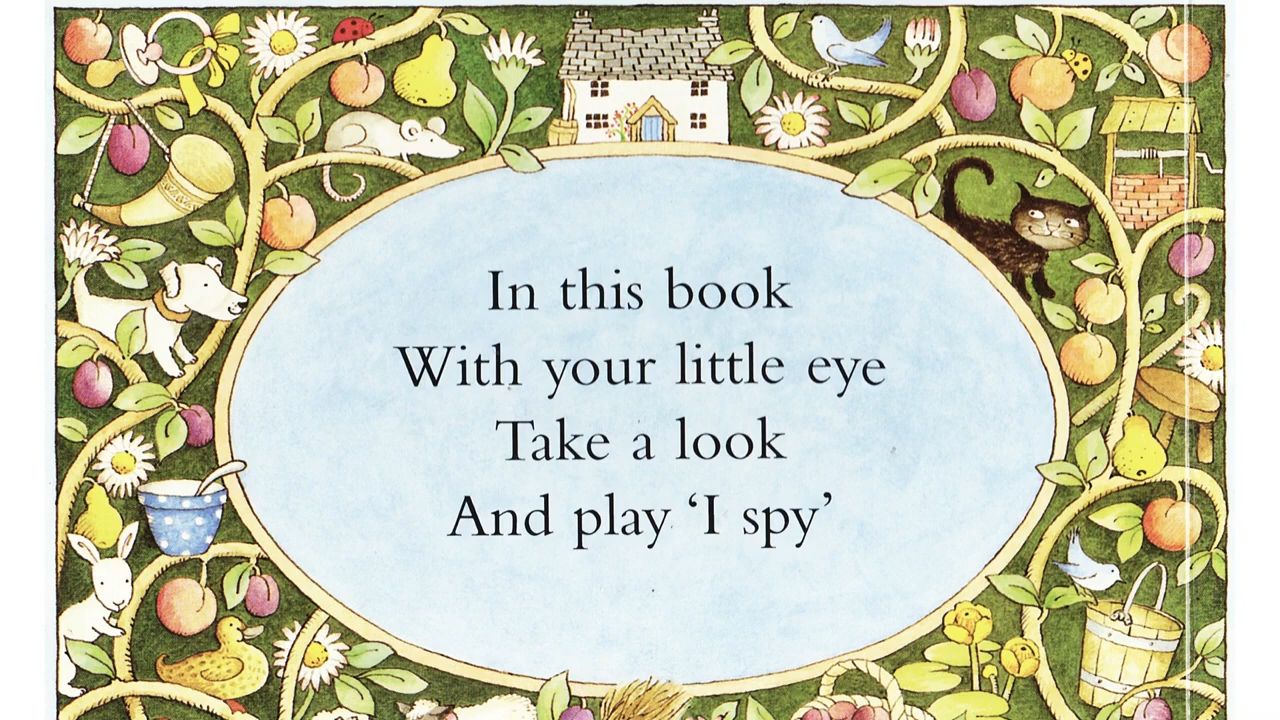 In this book
With your little eye
Take a look
And play ‘I spy’